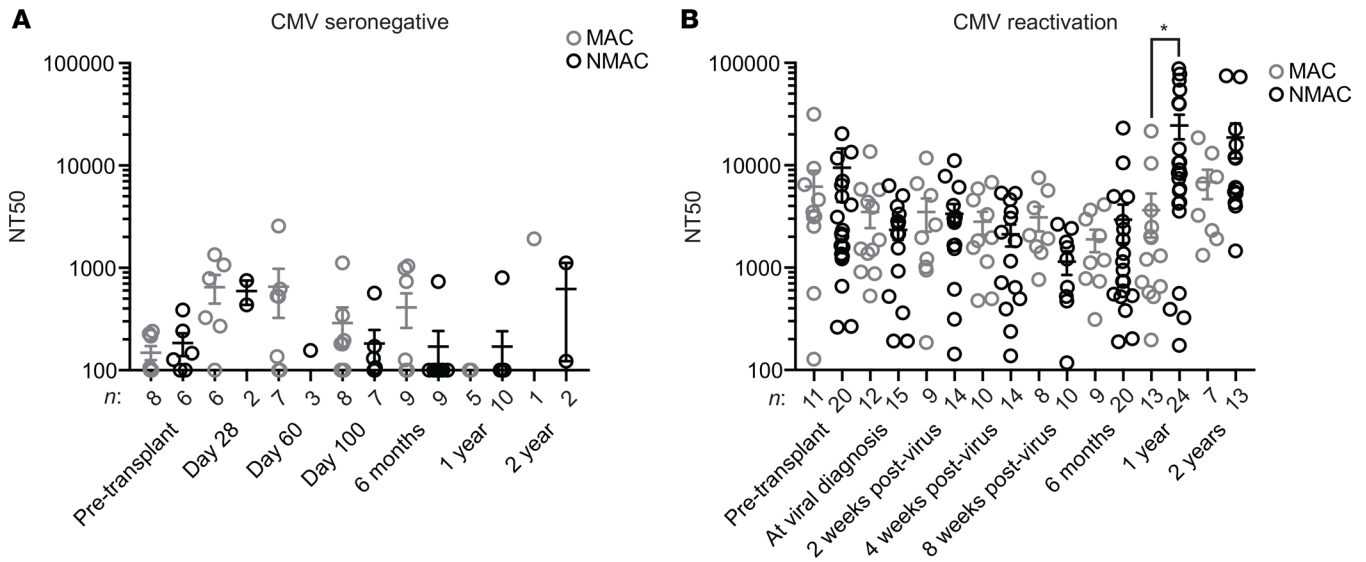 A
CMV seronegative
MAC
NMAC
NT50
100000
10000
1000
100
n: 8 6 6 2 7 3 8 7 9 9 5 10 1 2
Pre-transplant
Day 28
Day 60
Day 100
6 months
1 year
2 year
B
CMV reactivation
*
MAC
NMAC
NT50
100000
10000
1000
100
n: 11 20 12 15 9 14 10 14 8 10 9 20 13 24 7 13
Pre-transplant
At viral diagnosis
2 weeks post-virus
4 weeks post-virus
8 weeks post-virus
6 months
1 year
2 years